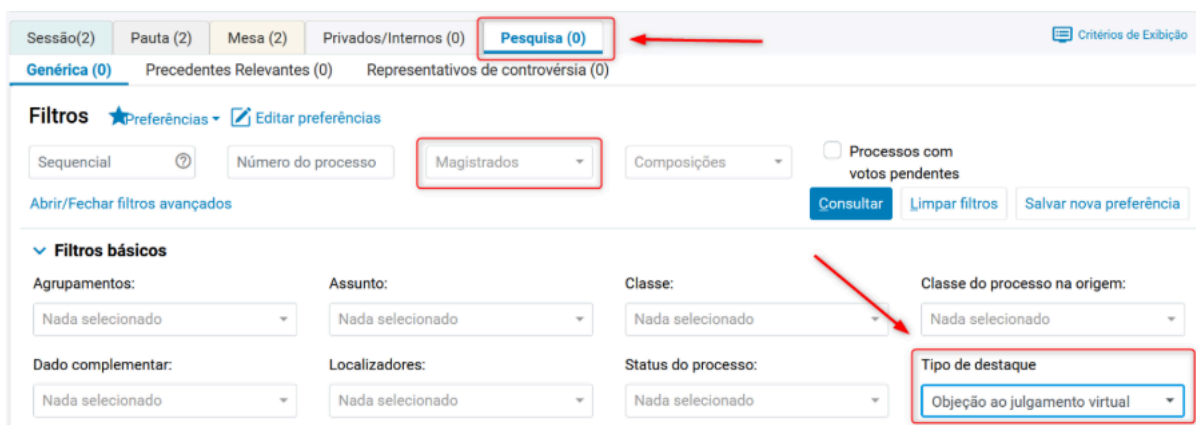 Sessão(2) Pauta (2) Mesa (2) Privados/Internos (0) Pesquisa (0) Critérios de Exibição
Genérica (0) Precedentes Relevantes (0) Representativos de controvérsia (0)
Filtros Preferências Editar preferências
Sequencial Número do processo Magistrados Composições Processos com
votos pendentes
Abrir/Fechar filtros avançados Consultar Limpar filtros Salvar nova preferência
Filtros básicos
Agrupamentos: Assunto: Classe: Classe do processo na origem:
Nada selecionado Nada selecionado Nada selecionado Nada selecionado
Dado complementar: Localizadores: Status do processo: Tipo de destaque
Nada selecionado Nada selecionado Nada selecionado Objeção ao julgamento virtual